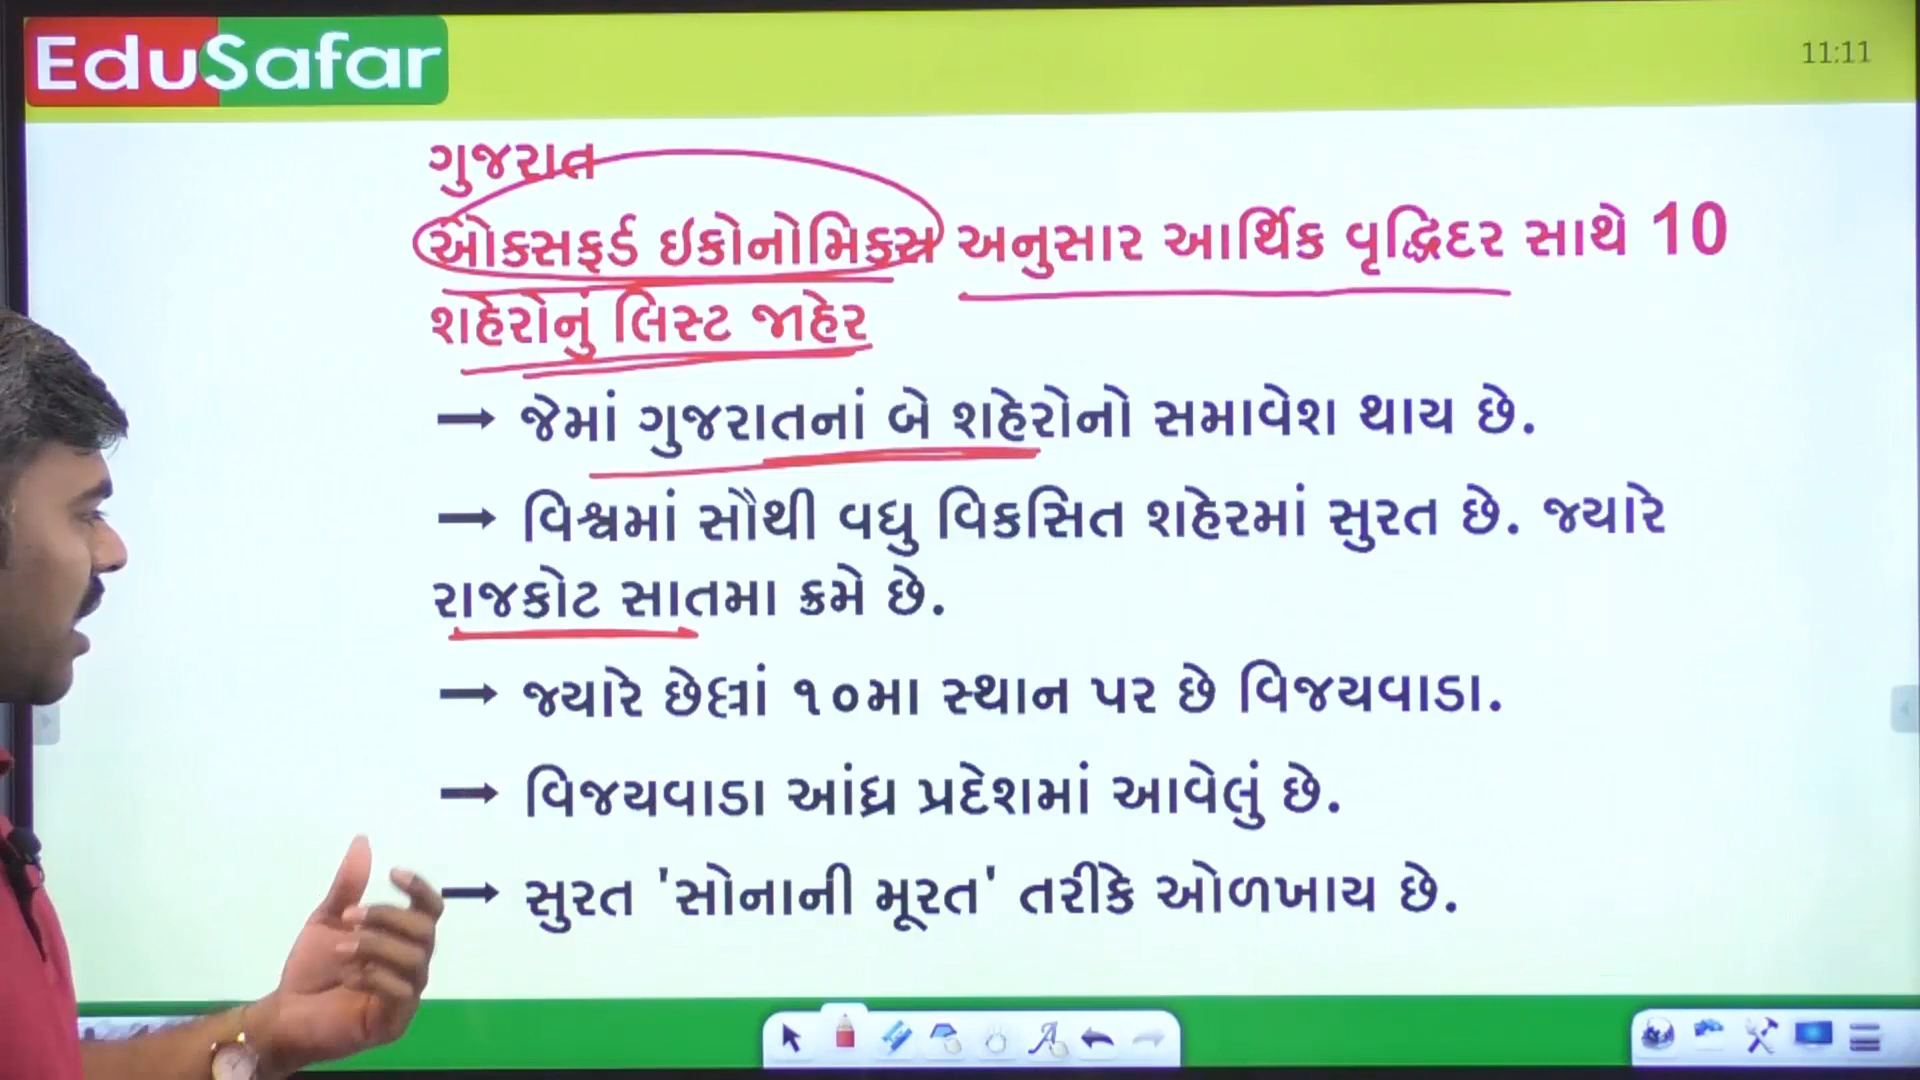 EduSafar
11:11
ગુજરાત
ઓક્સફર્ડ ઇકોનોમિક્સ અનુસાર આર્થિક વૃદ્ધિદર સાથે 10
શહેરોનું લિસ્ટ જાહેર
→ જેમાં ગુજરાતનાં બે શહેરોનો સમાવેશ થાય છે.
→ વિશ્વમાં સૌથી વધુ વિકસિત શહેરમાં સુરત છે. જ્યારે
રાજકોટ સાતમા ક્રમે છે.
→ જ્યારે છેલ્લાં ૧૦મા સ્થાન પર છે વિજયવાડા.
→ વિજયવાડા આંધ્ર પ્રદેશમાં આવેલું છે.
→ સુરત 'સોનાની મૂરત' તરીકે ઓળખાય છે.